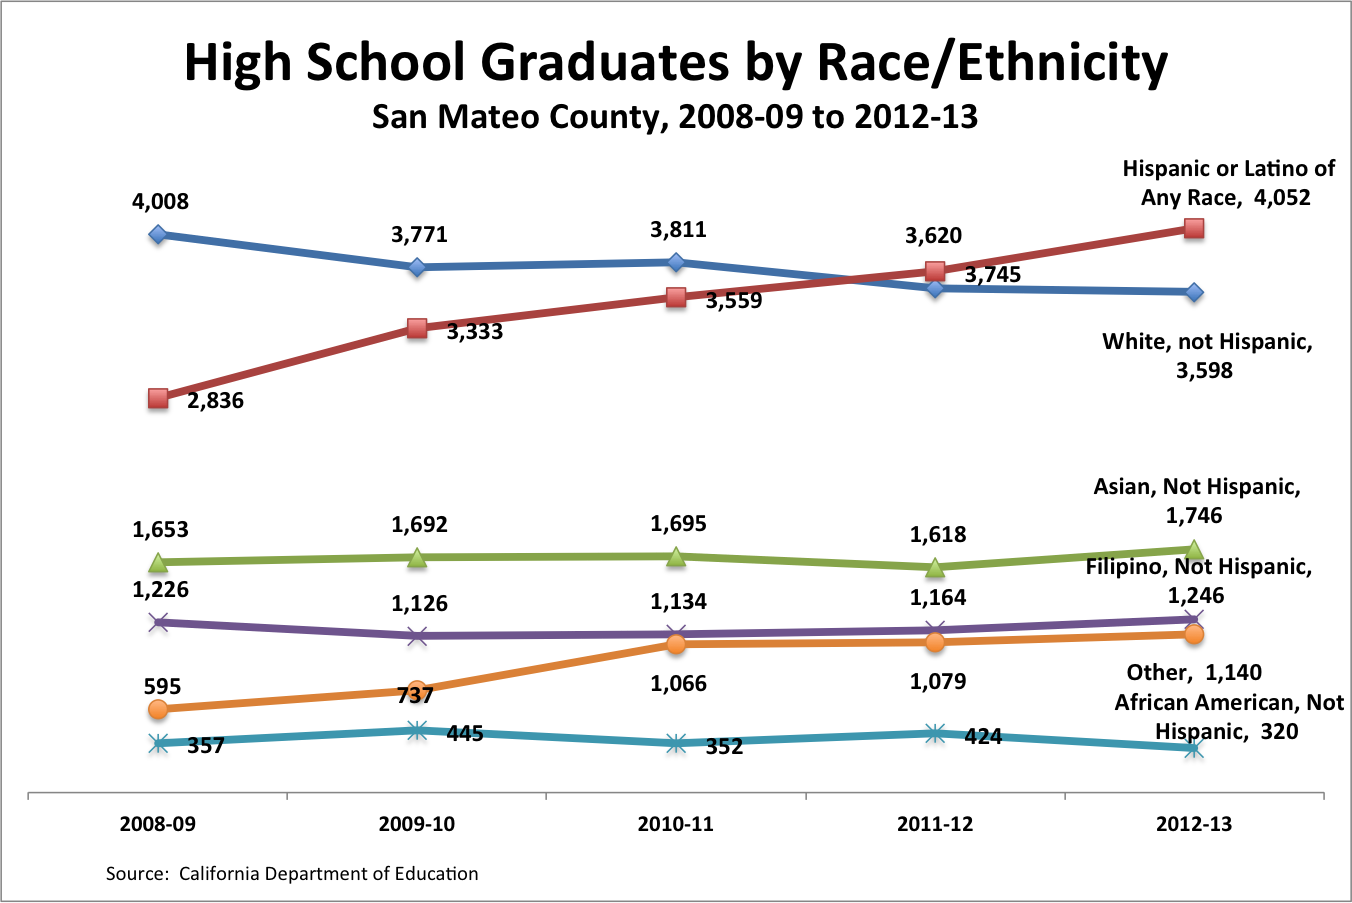 High School Graduates by Race/Ethnicity
San Mateo County, 2008-09 to 2012-13
Hispanic or Latino of
Any Race,  4,052
4,008
3,771
3,811
3,620
3,745
3,559
3,333
2,836
White, not Hispanic,
3,598
Asian, Not Hispanic,
1,746
1,653
1,692
1,695
1,618
Filipino, Not Hispanic,
1,246
1,226
1,126
1,134
1,164
595
737
1,066
1,079
Other,  1,140
African American, Not
Hispanic,  320
357
445
352
424
2008-09
2009-10
2010-11
2011-12
2012-13
Source:  California Department of Education